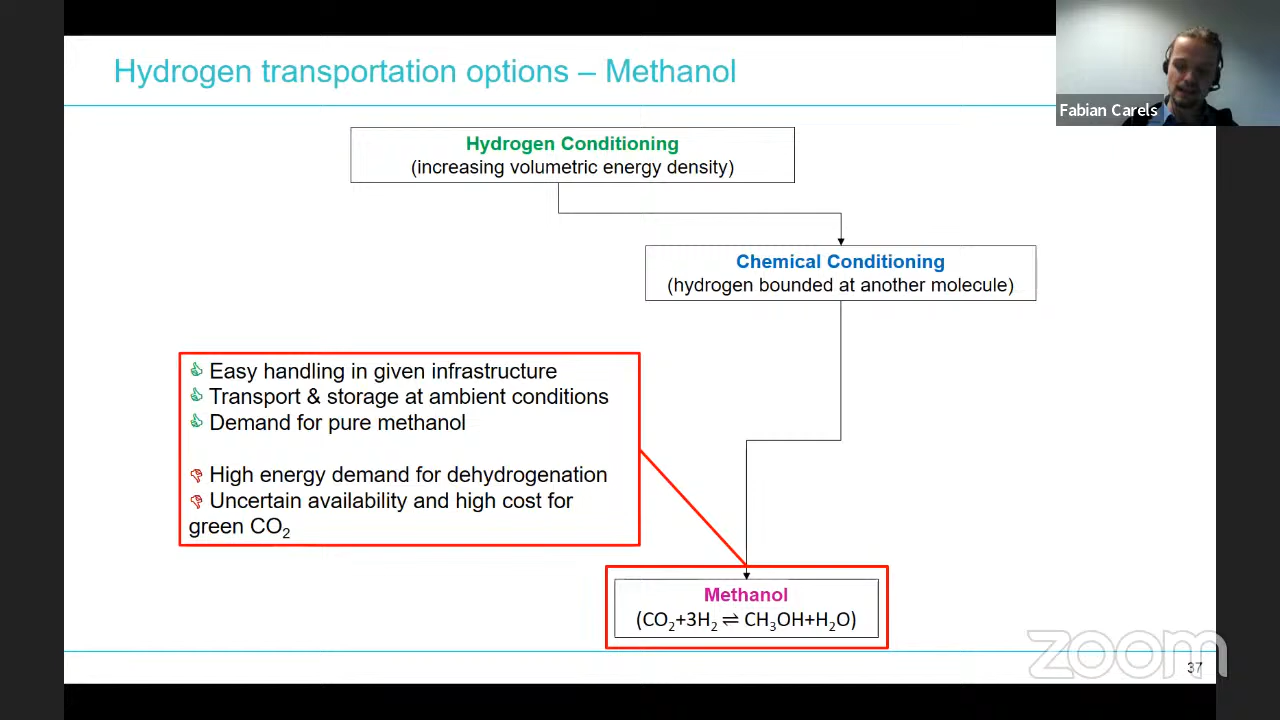 Hydrogen transportation options – Methanol
Fabian Carels
Hydrogen Conditioning
(increasing volumetric energy density)
Chemical Conditioning
(hydrogen bounded at another molecule)
Easy handling in given infrastructure
Transport & storage at ambient conditions
Demand for pure methanol
High energy demand for dehydrogenation
Uncertain availability and high cost for
green CO₂
Methanol
(CO₂+3H₂ ⇌ CH₃OH+H₂O)
zoom
37